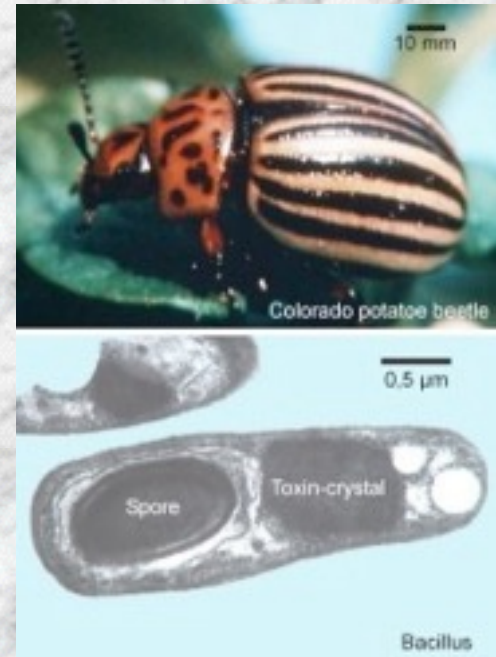 10 mm
Colorado potatoe beetle
0,5 µm
Spore
Toxin-crystal
Bacillus